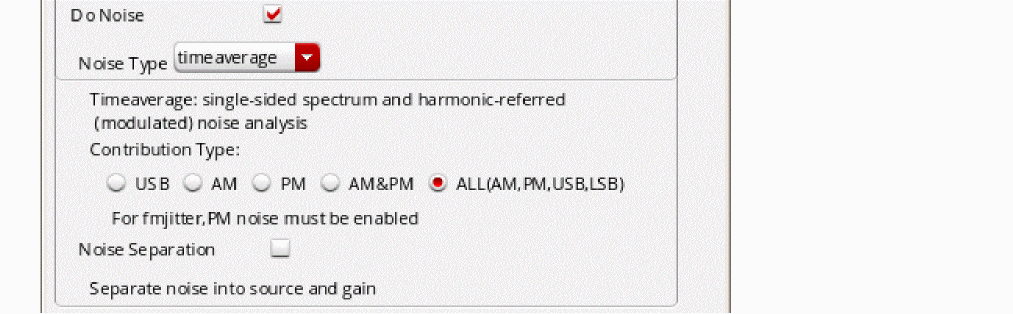 Do Noise
Noise Type timeaverage
Timeaverage: single-sided spectrum and harmonic-referred
(modulated) noise analysis
Contribution Type:
USB AM PM AM&PM ALL(AM,PM,USB,LSB)
For fmjitter,PM noise must be enabled
Noise Separation
Separate noise into source and gain